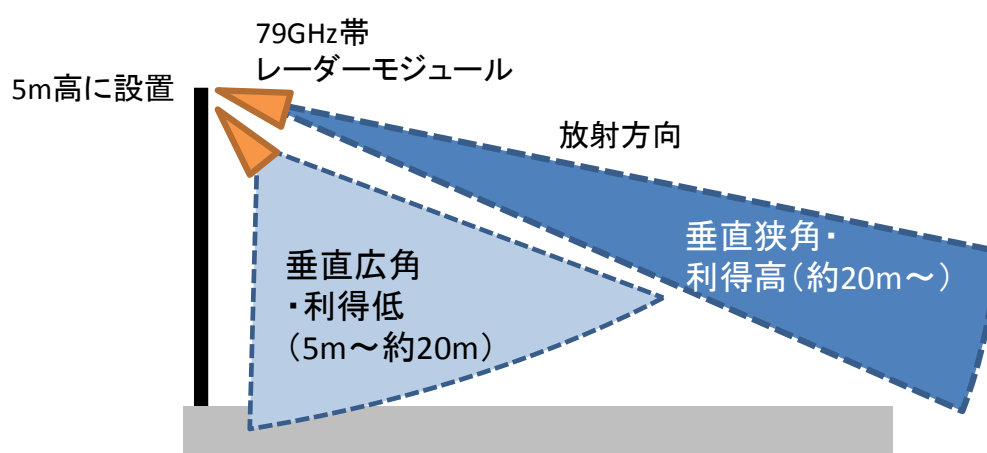 79GHz帯
レーダーモジュール
5m高に設置
放射方向
垂直狭角・
利得高（約20m～）
垂直広角
・利得低
（5m～約20m）